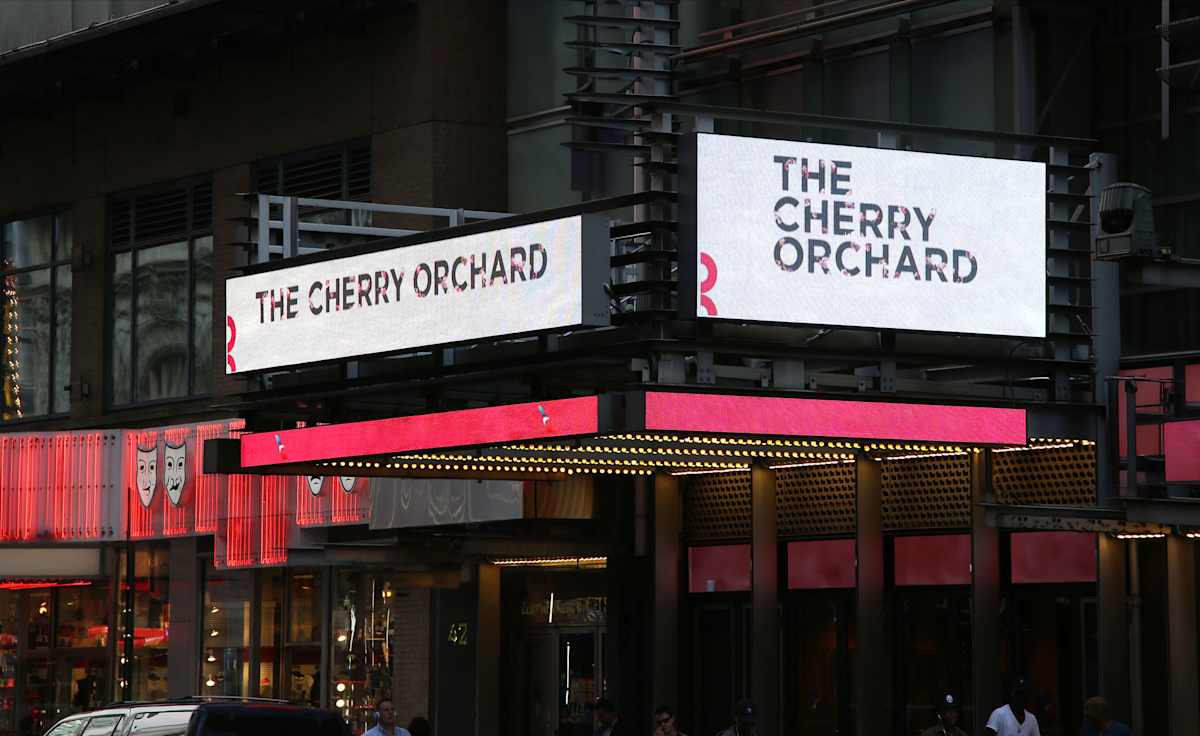 THE CHERRY ORCHARD
THE
CHERRY
ORCHARD
42